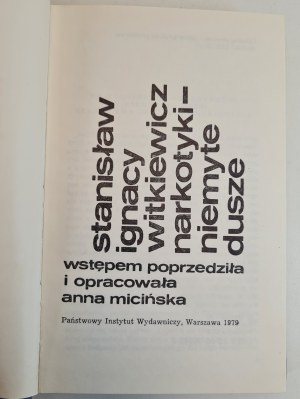 stanisław
ignacy
witkiewicz
narkotyki–
niemyte
dusze
wstępem poprzedziła
i opracowała
anna micińska
Państwowy Instytut Wydawniczy, Warszawa 1979